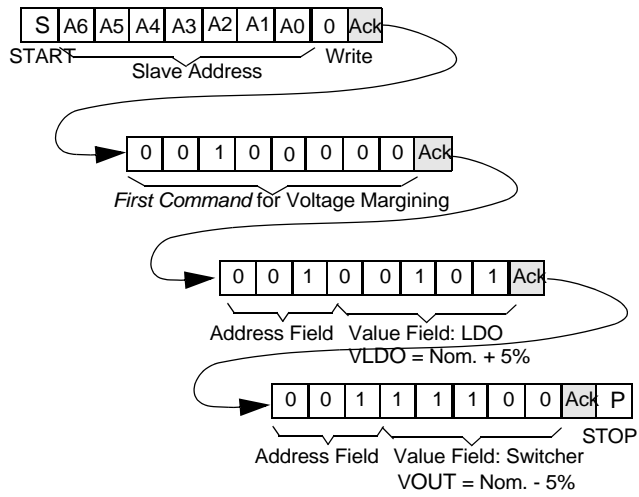 S A6 A5 A4 A3 A2 A1 A0 0 Ack
START Slave Address Write
0 0 1 0 0 0 0 0 Ack
First Command for Voltage Margining
0 0 1 0 0 1 0 1 Ack
Address Field Value Field: LDO
VLDO = Nom. + 5%
0 0 1 1 1 1 0 0 Ack P
STOP
Address Field Value Field: Switcher
VOUT = Nom. - 5%